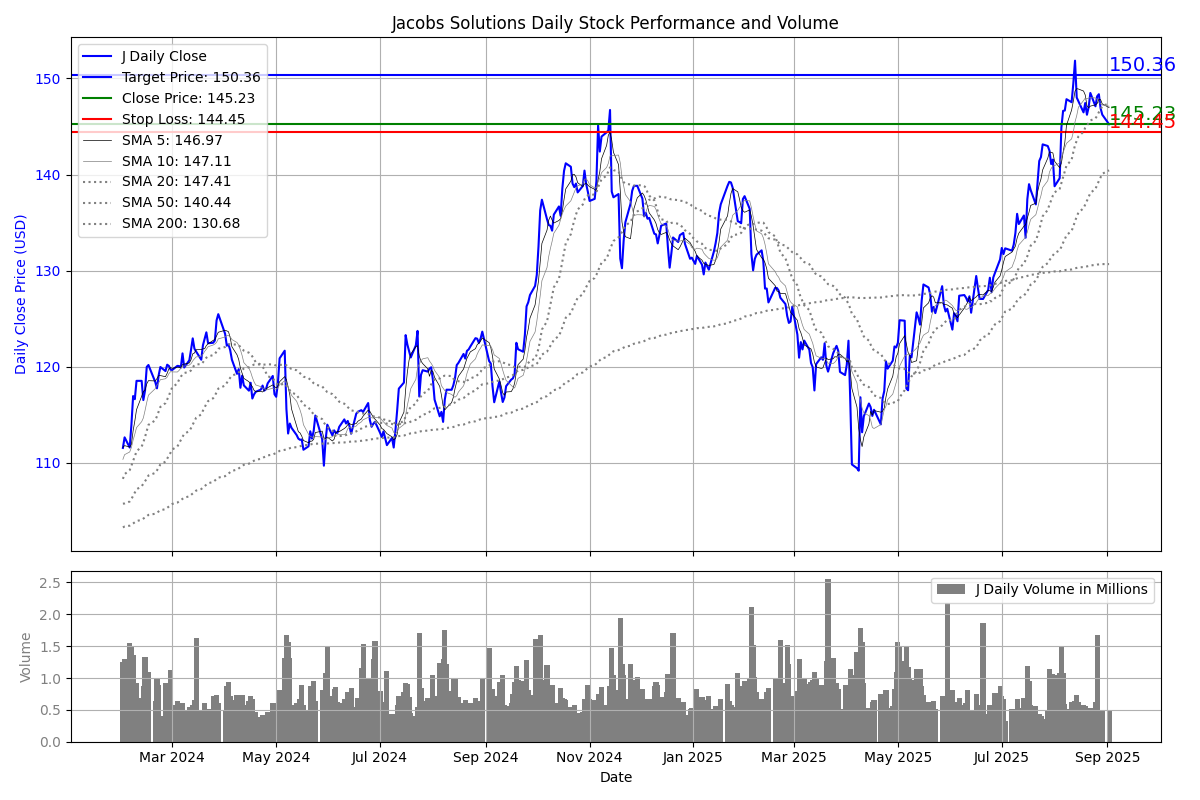 Jacobs Solutions Daily Stock Performance and Volume
J Daily Close
Target Price: 150.36
Close Price: 145.23
Stop Loss: 144.45
SMA 5: 146.97
SMA 10: 147.11
SMA 20: 147.41
SMA 50: 140.44
SMA 200: 130.68
150.36
145.23
144.45
Daily Close Price (USD)
150
140
130
120
110
J Daily Volume in Millions
Volume
2.5
2.0
1.5
1.0
0.5
0.0
Mar 2024 May 2024 Jul 2024 Sep 2024 Nov 2024 Jan 2025 Mar 2025 May 2025 Jul 2025 Sep 2025
Date